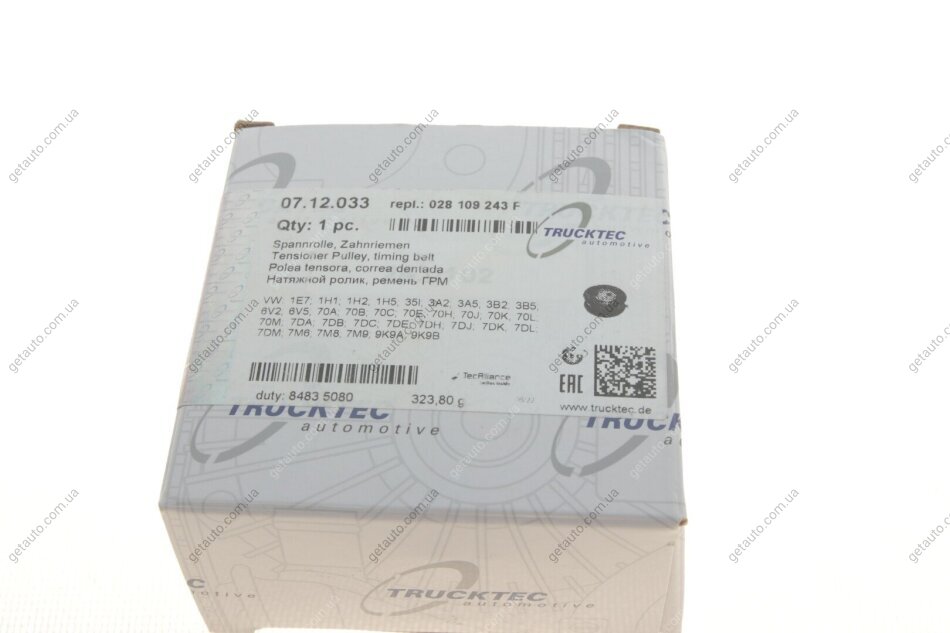 07.12.033 repl.: 028 109 243 F
Qty: 1 pc.
TRUCKTEC
automotive
Spannrolle, Zahnriemen
Tensioner Pulley, timing belt
Polea tensora, correa dentada
Натяжной ролик, ремень ГРМ
VW: 1E7, 1H1, 1H2, 1H5, 35I, 3A2, 3A5, 3B2, 3B5,
6V2, 6V5, 70A, 70B, 70C, 70E, 70H, 70J, 70K, 70L,
70M, 7DA, 7DB, 7DC, 7DE, 7DH, 7DJ, 7DK, 7DL,
7DM, 7M6, 7M8, 7M9, 9K9A, 9K9B
TecAlliance
EAC
duty: 8483 5080 323,80 g
www.trucktec.de
TRUCKTEC
automotive
TRUCKTEC
TRUCKTEC
automotive
automotive
getauto.com.ua